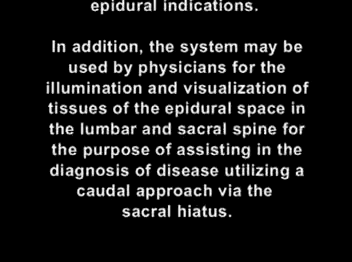 epidural indications.
In addition, the system may be
used by physicians for the
illumination and visualization of
tissues of the epidural space in
the lumbar and sacral spine for
the purpose of assisting in the
diagnosis of disease utilizing a
caudal approach via the
sacral hiatus.